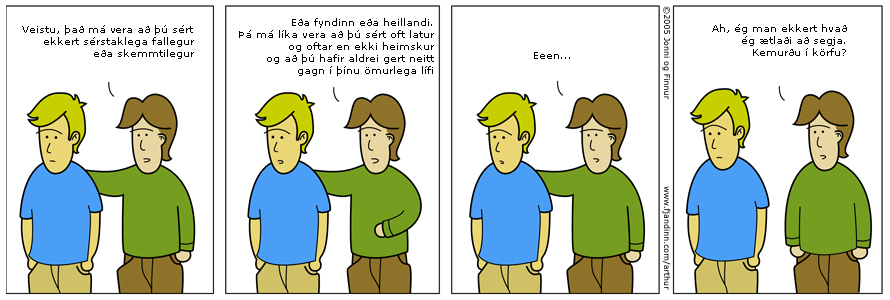 Veistu, það má vera að þú sért
ekkert sérstaklega fallegur
eða skemmtilegur
Eða fyndinn eða heillandi.
Þá má líka vera að þú sért oft latur
og oftar en ekki heimskur
og að þú hafir aldrei gert neitt
gagn í þínu ömurlega lífi
Eeen...
©2005 Jonni og Finnur
www.fjandinn.com/arthur
Ah, ég man ekkert hvað
ég ætlaði að segja.
Kemurðu í körfu?